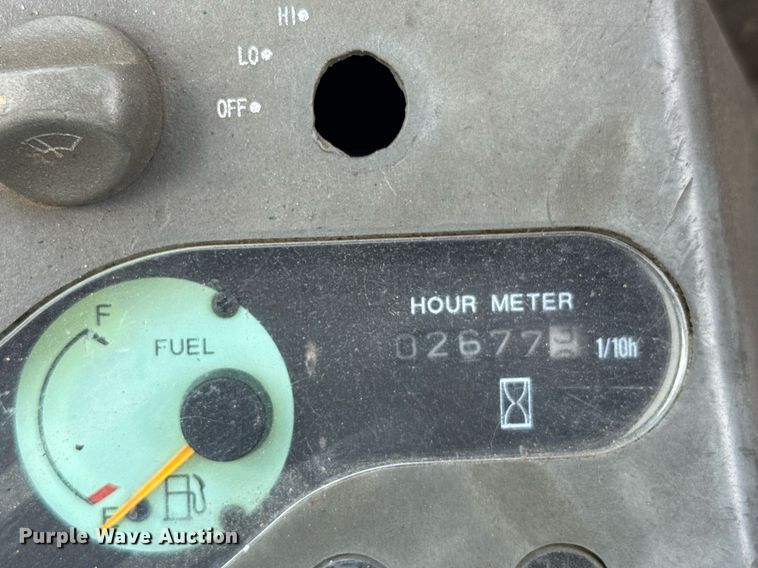 HI
LO
OFF
HOUR METER
02677
1/10h
F
FUEL
E
Purple Wave Auction